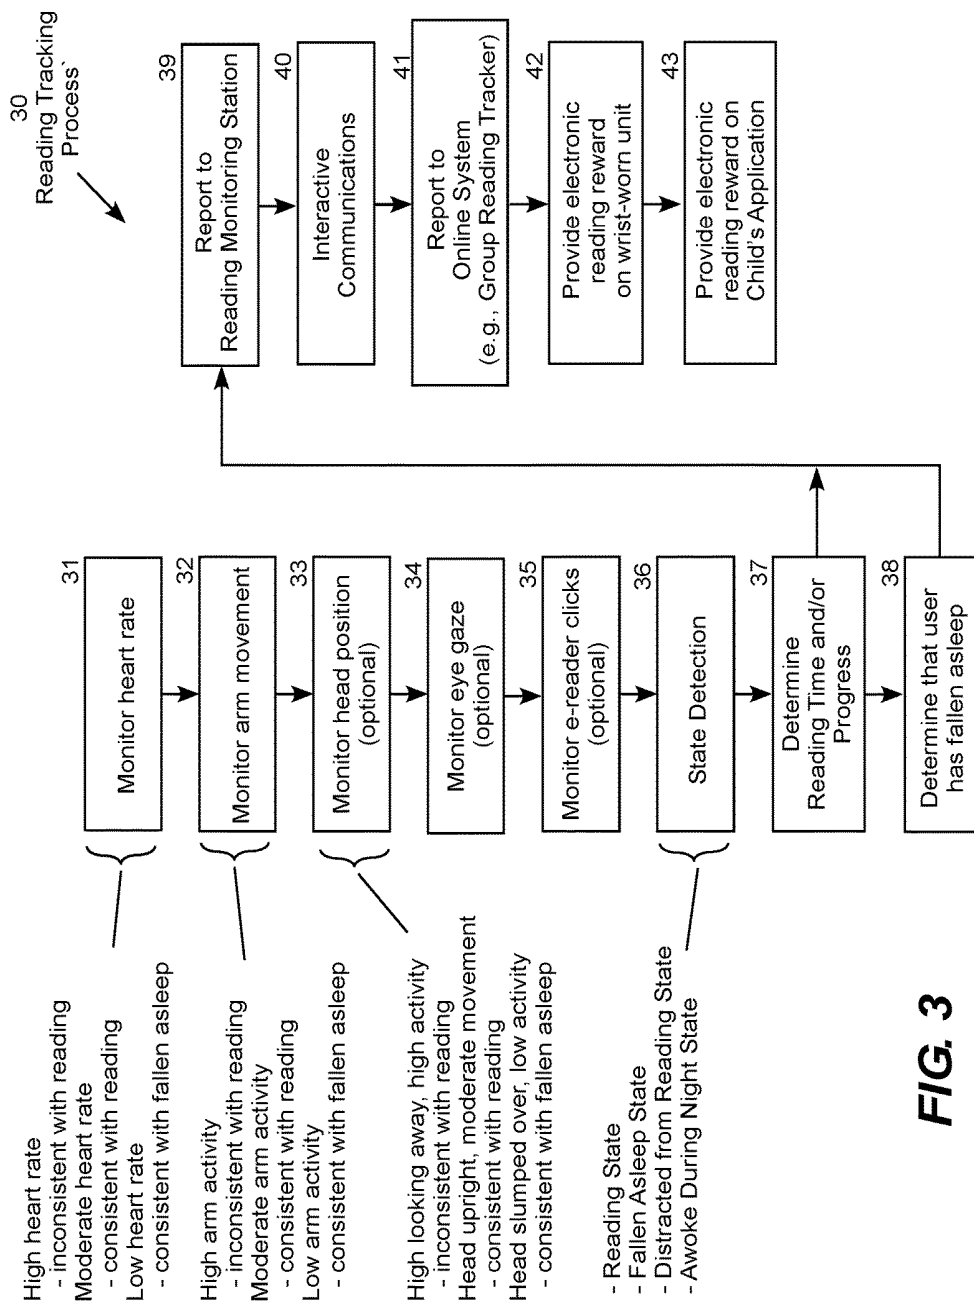 30
Reading Tracking
Process`
High heart rate
- inconsistent with reading
Moderate heart rate
- consistent with reading
Low heart rate
- consistent with fallen asleep
High arm activity
- inconsistent with reading
Moderate arm activity
- consistent with reading
Low arm activity
- consistent with fallen asleep
High looking away, high activity
- inconsistent with reading
Head upright, moderate movement
- consistent with reading
Head slumped over, low activity
- consistent with fallen asleep
- Reading State
- Fallen Asleep State
- Distracted from Reading State
- Awoke During Night State
31
Monitor heart rate
32
Monitor arm movement
33
Monitor head position
(optional)
34
Monitor eye gaze
(optional)
35
Monitor e-reader clicks
(optional)
36
State Detection
37
Determine
Reading Time and/or
Progress
38
Determine that user
has fallen asleep
39
Report to
Reading Monitoring Station
40
Interactive
Communications
41
Report to
Online System
(e.g., Group Reading Tracker)
42
Provide electronic
reading reward
on wrist-worn unit
43
Provide electronic
reading reward on
Child's Application
FIG. 3